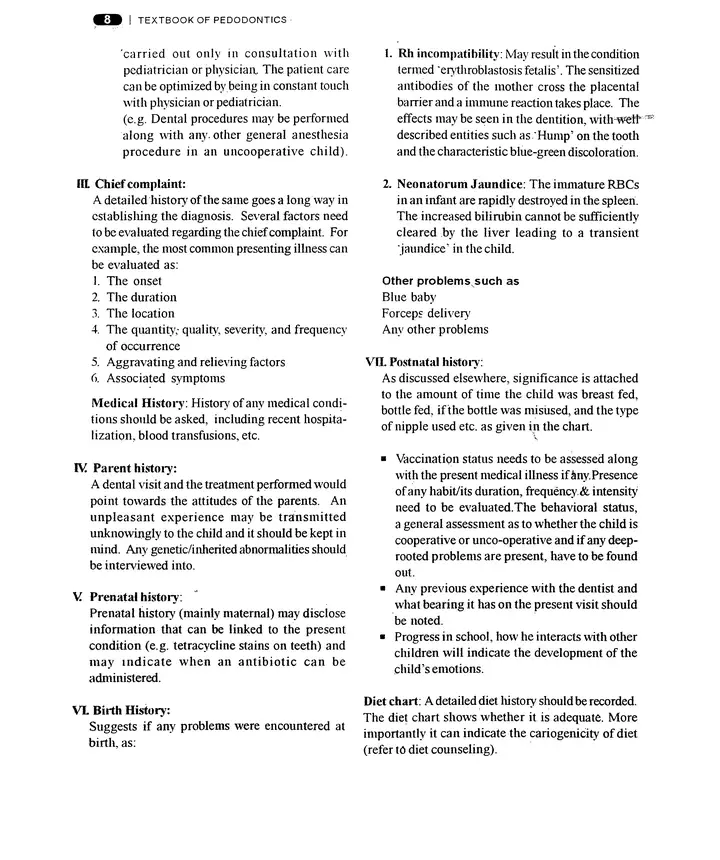 8 | TEXTBOOK OF PEDODONTICS
carried out only in consultation with
pediatrician or physician. The patient care
can be optimized by being in constant touch
with physician or pediatrician.
(e.g. Dental procedures may be performed
along with any other general anesthesia
procedure in an uncooperative child).
III. Chief complaint:
A detailed history of the same goes a long way in
establishing the diagnosis. Several factors need
to be evaluated regarding the chief complaint. For
example, the most common presenting illness can
be evaluated as:
1. The onset
2. The duration
3. The location
4. The quantity, quality, severity, and frequency
of occurrence
5. Aggravating and relieving factors
6. Associated symptoms
Medical History: History of any medical condi-
tions should be asked, including recent hospita-
lization, blood transfusions, etc.
IV. Parent history:
A dental visit and the treatment performed would
point towards the attitudes of the parents. An
unpleasant experience may be transmitted
unknowingly to the child and it should be kept in
mind. Any genetic/inherited abnormalities should
be interviewed into.
V. Prenatal history:
Prenatal history (mainly maternal) may disclose
information that can be linked to the present
condition (e.g. tetracycline stains on teeth) and
may indicate when an antibiotic can be
administered.
VI. Birth History:
Suggests if any problems were encountered at
birth, as:
1. Rh incompatibility: May result in the condition
termed 'erythroblastosis fetalis'. The sensitized
antibodies of the mother cross the placental
barrier and a immune reaction takes place. The
effects may be seen in the dentition, with well
described entities such as 'Hump' on the tooth
and the characteristic blue-green discoloration.
2. Neonatorum Jaundice: The immature RBCs
in an infant are rapidly destroyed in the spleen.
The increased bilirubin cannot be sufficiently
cleared by the liver leading to a transient
'jaundice' in the child.
Other problems such as
Blue baby
Forceps delivery
Any other problems
VII. Postnatal history:
As discussed elsewhere, significance is attached
to the amount of time the child was breast fed,
bottle fed, if the bottle was misused, and the type
of nipple used etc. as given in the chart.
▪ Vaccination status needs to be assessed along
with the present medical illness if any. Presence
of any habit/its duration, frequency & intensity
need to be evaluated. The behavioral status,
a general assessment as to whether the child is
cooperative or unco-operative and if any deep-
rooted problems are present, have to be found
out.
▪ Any previous experience with the dentist and
what bearing it has on the present visit should
be noted.
▪ Progress in school, how he interacts with other
children will indicate the development of the
child's emotions.
Diet chart: A detailed diet history should be recorded.
The diet chart shows whether it is adequate. More
importantly it can indicate the cariogenicity of diet
(refer to diet counseling).